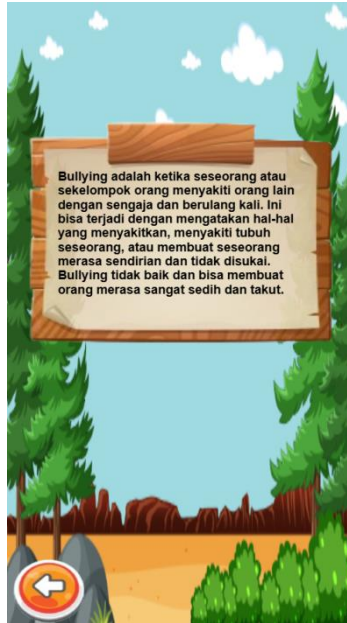 Bullying adalah ketika seseorang atau
sekelompok orang menyakiti orang lain
dengan sengaja dan berulang kali. Ini
bisa terjadi dengan mengatakan hal-hal
yang menyakitkan, menyakiti tubuh
seseorang, atau membuat seseorang
merasa sendirian dan tidak disukai.
Bullying tidak baik dan bisa membuat
orang merasa sangat sedih dan takut.